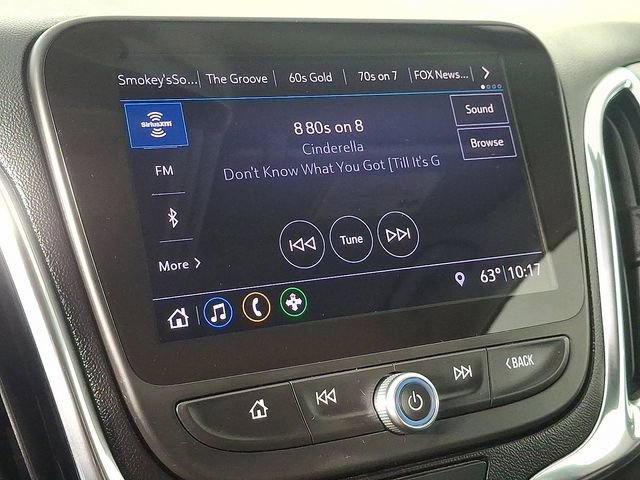 Smokey'sSo... The Groove 60s Gold 70s on 7 FOX News...
SiriusXM
8 80s on 8
Sound
Cinderella
Browse
FM
Don't Know What You Got [Till It's G
Tune
More
63° 10:17
BACK